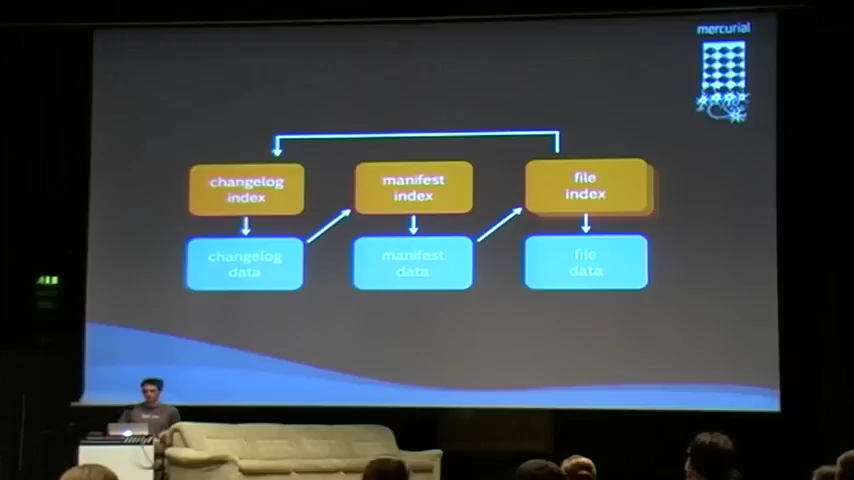 mercurial
changelog
index
manifest
index
file
index
changelog
data
manifest
data
file
data